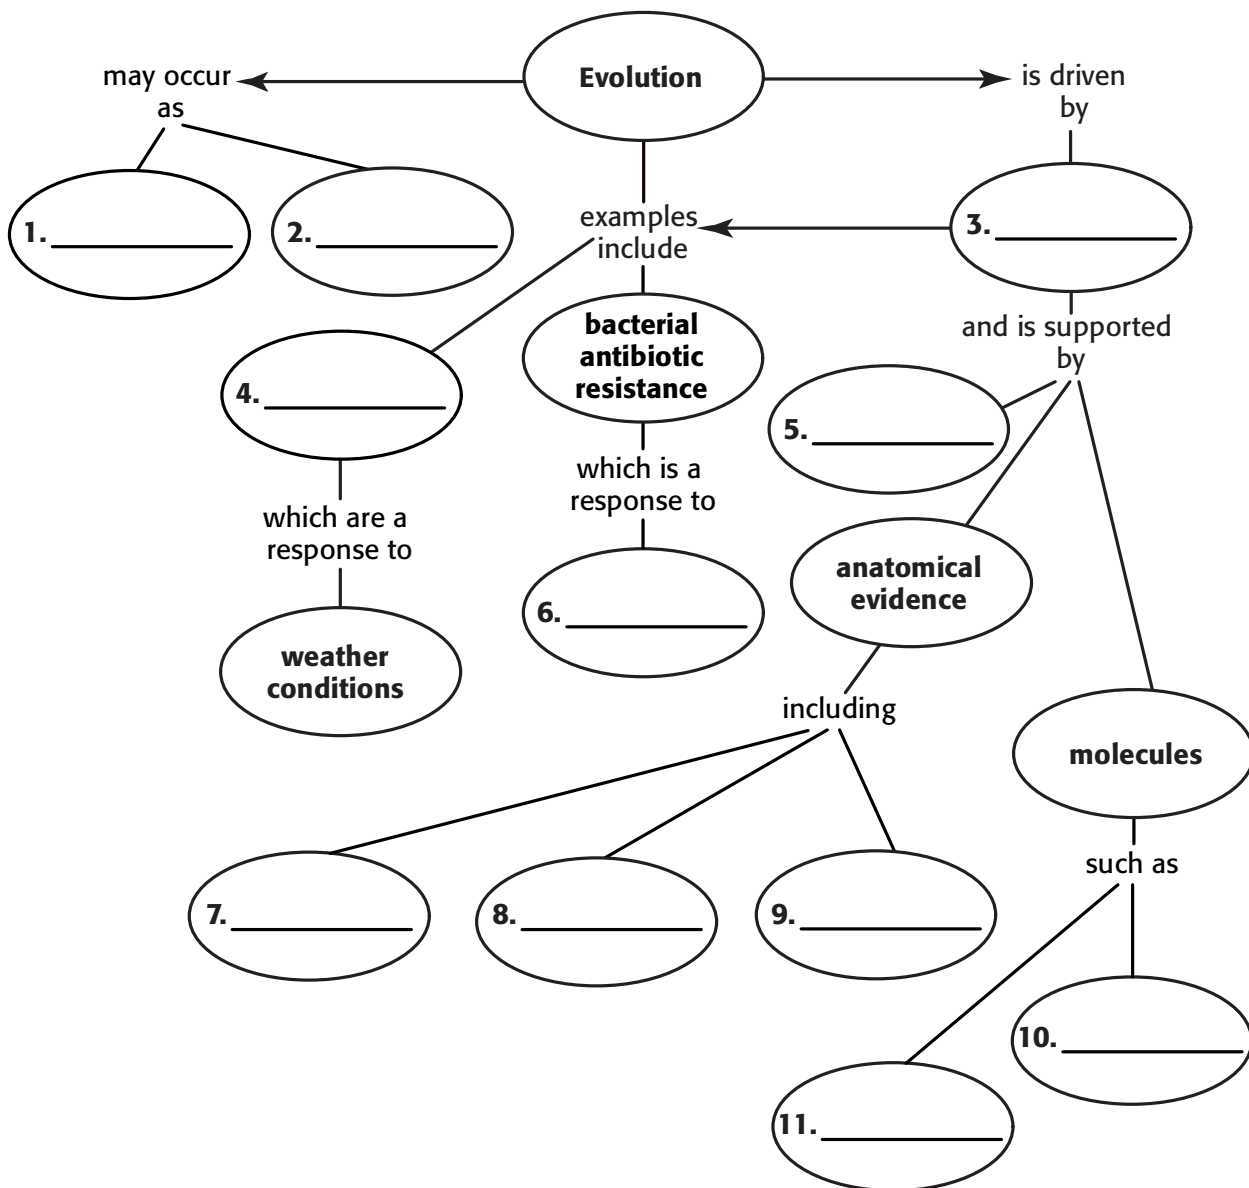 Evolution
may occur
as
is driven
by
1.
2.
examples
include
3.
4.
bacterial
antibiotic
resistance
and is supported
by
5.
which are a
response to
which is a
response to
anatomical
evidence
6.
weather
conditions
including
molecules
7.
8.
9.
such as
10.
11.